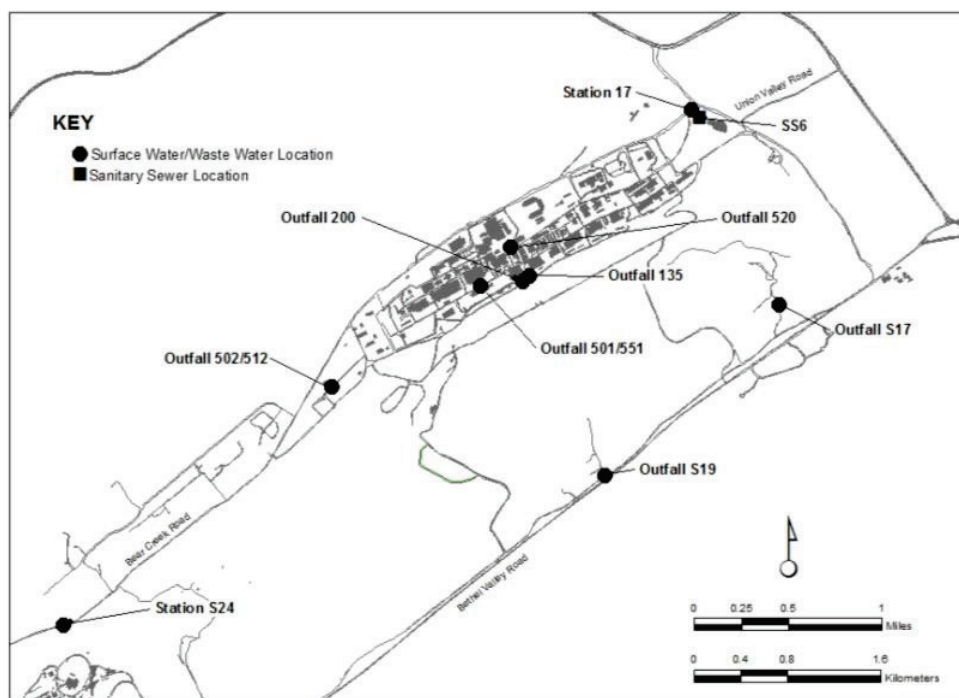 Station 17
Union Valley Road
SS6
KEY
Surface Water/Waste Water Location
Sanitary Sewer Location
Outfall 200
Outfall 520
Outfall 135
Outfall S17
Outfall 501/551
Outfall 502/512
Outfall S19
Bear Creek Road
Bethel Valley Road
Station S24
0 0.25 0.5 1
Miles
0 0.4 0.8 1.6
Kilometers